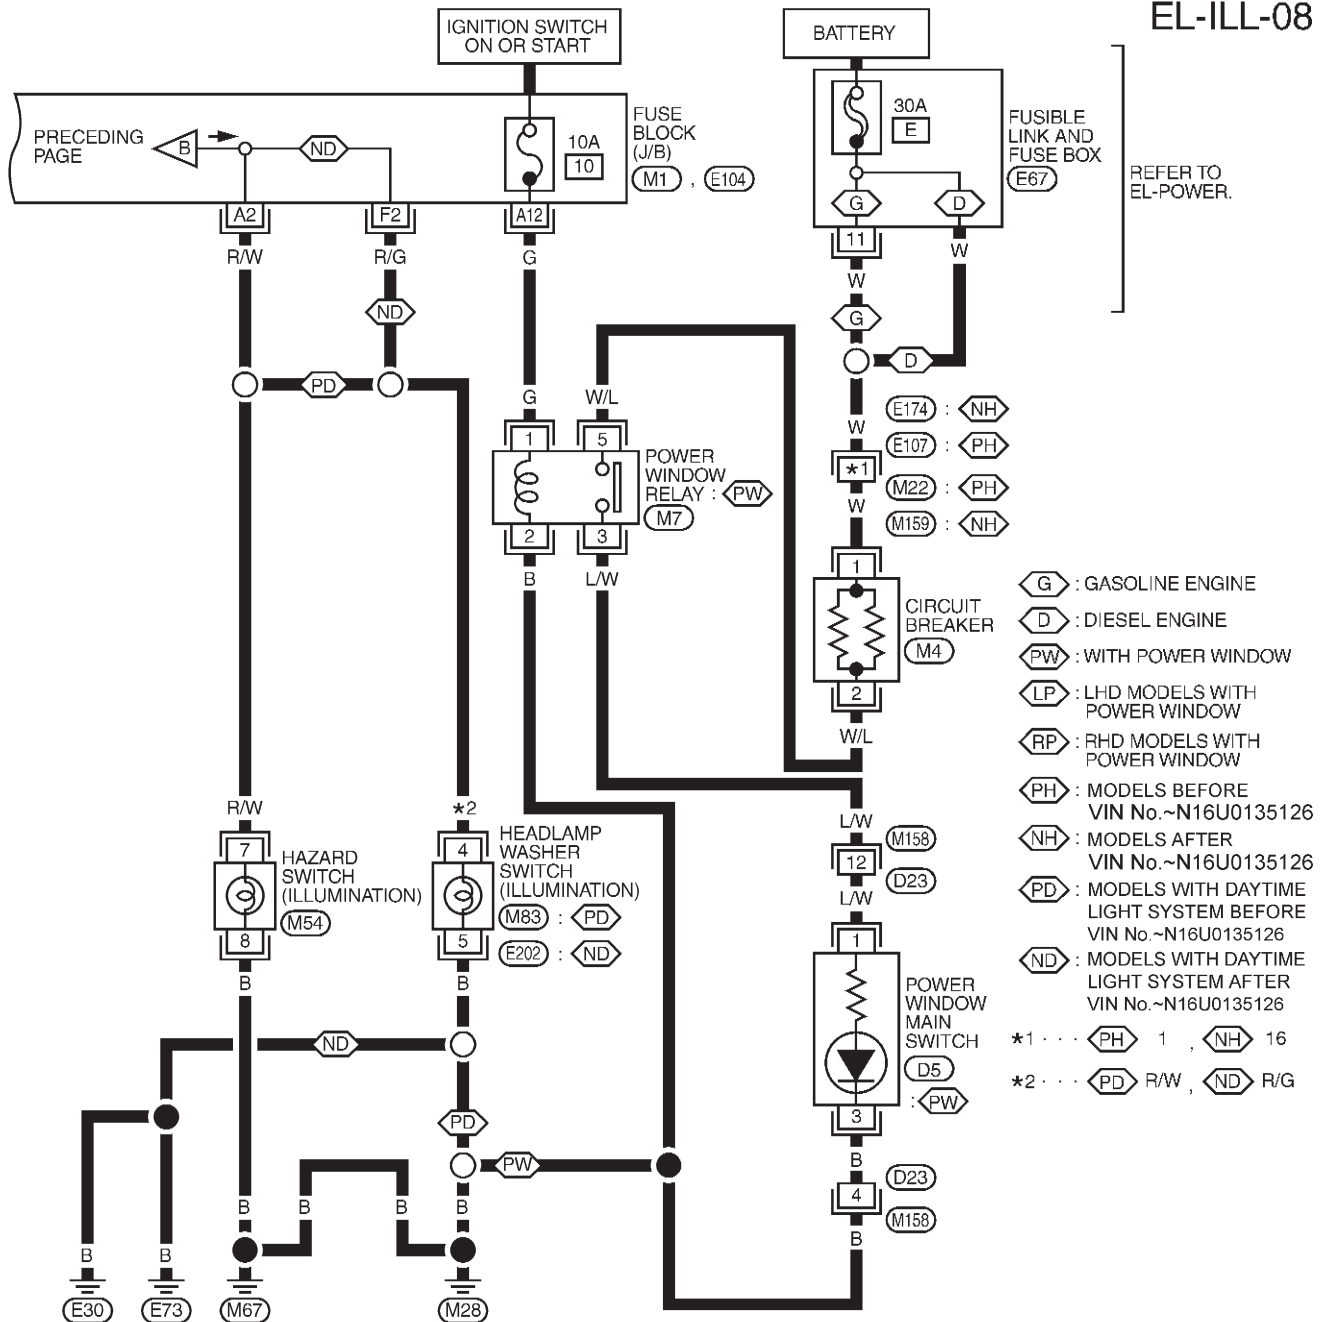 EL-ILL-08
IGNITION SWITCH
ON OR START
BATTERY
PRECEDING
PAGE
B
ND
10A
10
FUSE
BLOCK
(J/B)
M1 , E104
30A
E
G
D
FUSIBLE
LINK AND
FUSE BOX
E67
REFER TO
EL-POWER.
A2
F2
A12
11
R/W
R/G
G
W
W
ND
G
D
PD
G
W/L
W
E174 : NH
E107 : PH
*1
M22 : PH
W
M159 : NH
1
5
POWER
WINDOW
RELAY : PW
M7
2
3
B
L/W
1
CIRCUIT
BREAKER
M4
2
W/L
G : GASOLINE ENGINE
D : DIESEL ENGINE
PW : WITH POWER WINDOW
LP : LHD MODELS WITH
POWER WINDOW
RP : RHD MODELS WITH
POWER WINDOW
PH : MODELS BEFORE
VIN No.~N16U0135126
NH : MODELS AFTER
VIN No.~N16U0135126
PD : MODELS WITH DAYTIME
LIGHT SYSTEM BEFORE
VIN No.~N16U0135126
ND : MODELS WITH DAYTIME
LIGHT SYSTEM AFTER
VIN No.~N16U0135126
*1 · · · PH 1 , NH 16
*2 · · · PD R/W , ND R/G
R/W
7
HAZARD
SWITCH
(ILLUMINATION)
M54
8
B
*2
4
HEADLAMP
WASHER
SWITCH
(ILLUMINATION)
M83 : PD
E202 : ND
5
B
L/W
M158
12
D23
L/W
1
POWER
WINDOW
MAIN
SWITCH
D5
: PW
3
B
D23
4
M158
B
ND
PD
PW
B
B
B
B
B
B
E30
E73
M67
M28